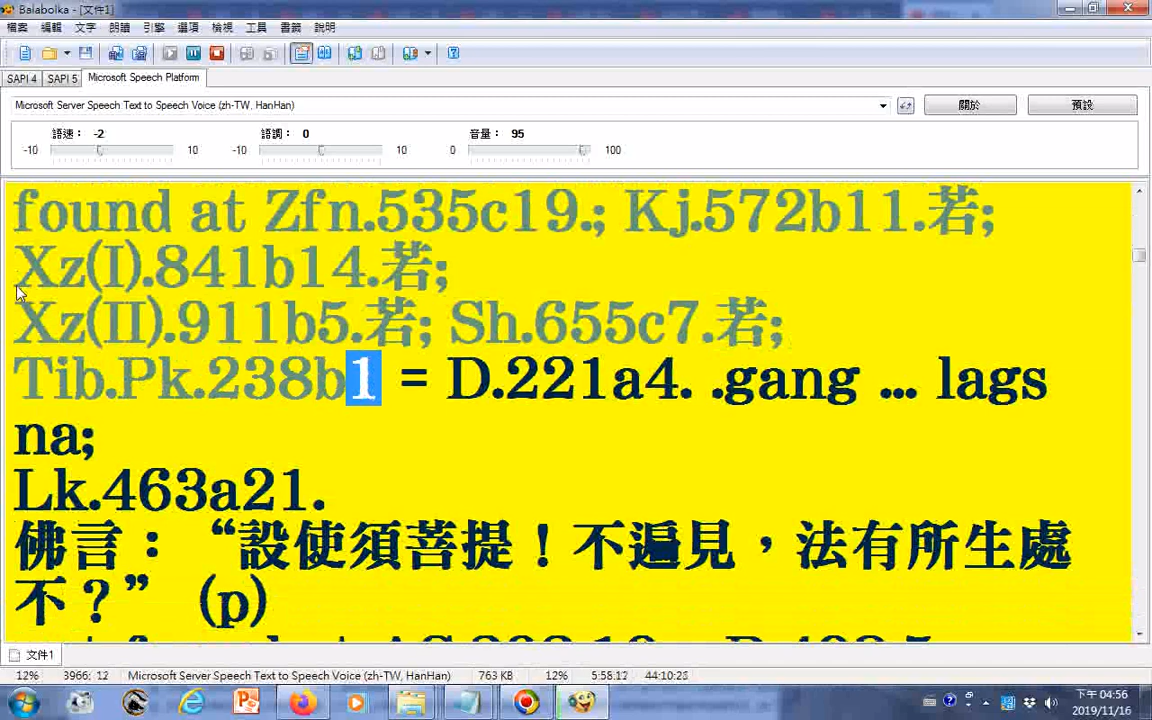 Balabolka - [文件1]
檔案 編輯 文字 朗讀 引擎 選項 檢視 工具 書籤 說明
SAPI 4 SAPI 5 Microsoft Speech Platform
Microsoft Server Speech Text to Speech Voice (zh-TW, HanHan) 關於 預設
語速： -2 語調： 0 音量： 95
-10 10 -10 10 0 100
found at Zfn.535c19.; Kj.572b11.若;
Xz(I).841b14.若;
Xz(II).911b5.若; Sh.655c7.若;
Tib.Pk.238b1 = D.221a4. .gang ... lags
na;
Lk.463a21.
佛言：“設使須菩提！不遍見，法有所生處
不？” (p)
文件1
12% 3966: 12 Microsoft Server Speech Text to Speech Voice (zh-TW, HanHan) 763 KB 12% 5:58:12 44:10:23
下午 04:56
2019/11/16